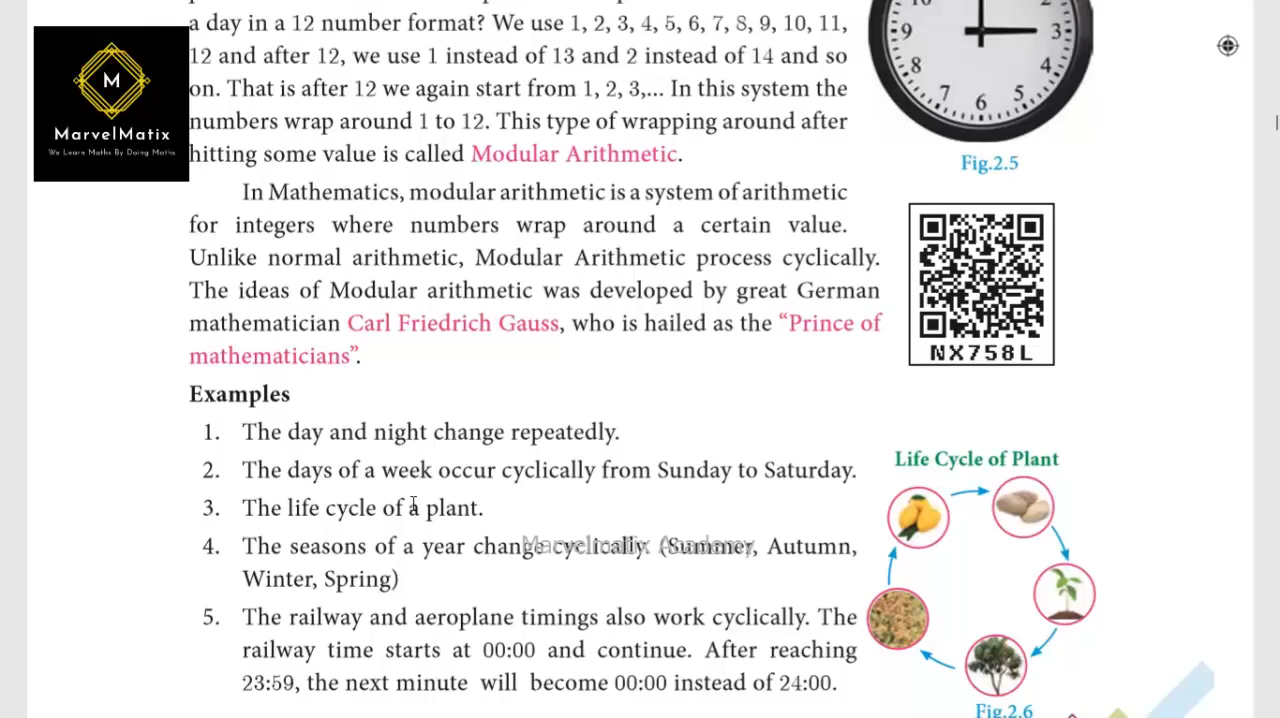 a day in a 12 number format? We use 1, 2, 3, 4, 5, 6, 7, 8, 9, 10, 11,
12 and after 12, we use 1 instead of 13 and 2 instead of 14 and so
on. That is after 12 we again start from 1, 2, 3,... In this system the
numbers wrap around 1 to 12. This type of wrapping around after
hitting some value is called Modular Arithmetic.
In Mathematics, modular arithmetic is a system of arithmetic
for integers where numbers wrap around a certain value.
Unlike normal arithmetic, Modular Arithmetic process cyclically.
The ideas of Modular arithmetic was developed by great German
mathematician Carl Friedrich Gauss, who is hailed as the “Prince of
mathematicians”.
Examples
1. The day and night change repeatedly.
2. The days of a week occur cyclically from Sunday to Saturday.
3. The life cycle of a plant.
4. The seasons of a year change cyclically. (Summer, Autumn,
Winter, Spring)
5. The railway and aeroplane timings also work cyclically. The
railway time starts at 00:00 and continue. After reaching
23:59, the next minute will become 00:00 instead of 24:00.
M
MarvelMatix
We Learn Maths By Doing Maths
Marvelmatix Academy
10
2
9
3
8
4
7
6
5
Fig.2.5
NX758L
Life Cycle of Plant
Fig.2.6